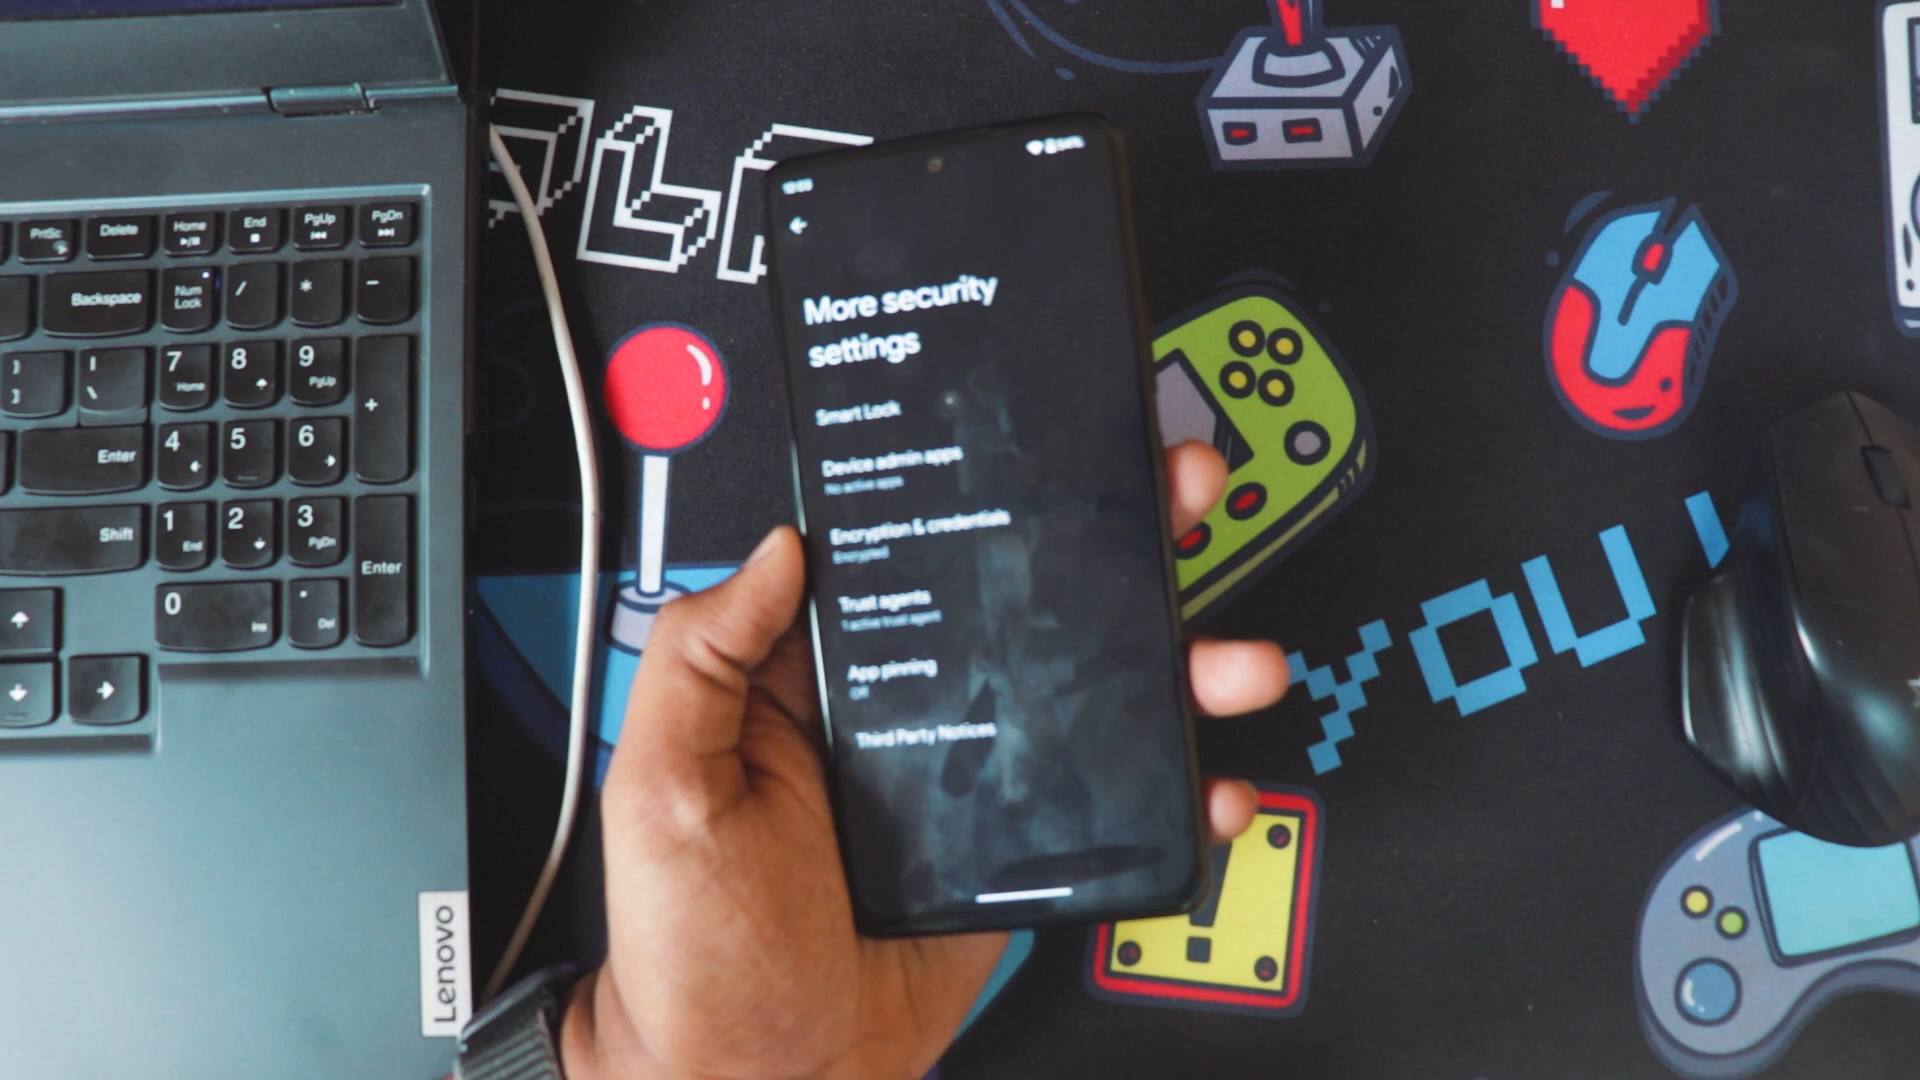 PrtSc
Delete
Home
End
PgUp
PgDn
Backspace
Num
Lock
/
*
-
7
Home
8
9
PgUp
+
Enter
4
5
6
Shift
1
End
2
3
PgDn
Enter
0
Ins
.
Del
Lenovo
More security
settings
Smart Lock
Device admin apps
No active apps
Encryption & credentials
Encrypted
Trust agents
1 active trust agent
App pinning
Off
Third Party Notices
YOU